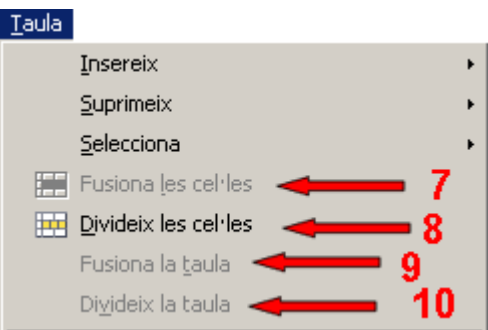 Taula
Insereix
Suprimeix
Selecciona
Fusiona les cel·les 7
Divideix les cel·les 8
Fusiona la taula 9
Divideix la taula 10